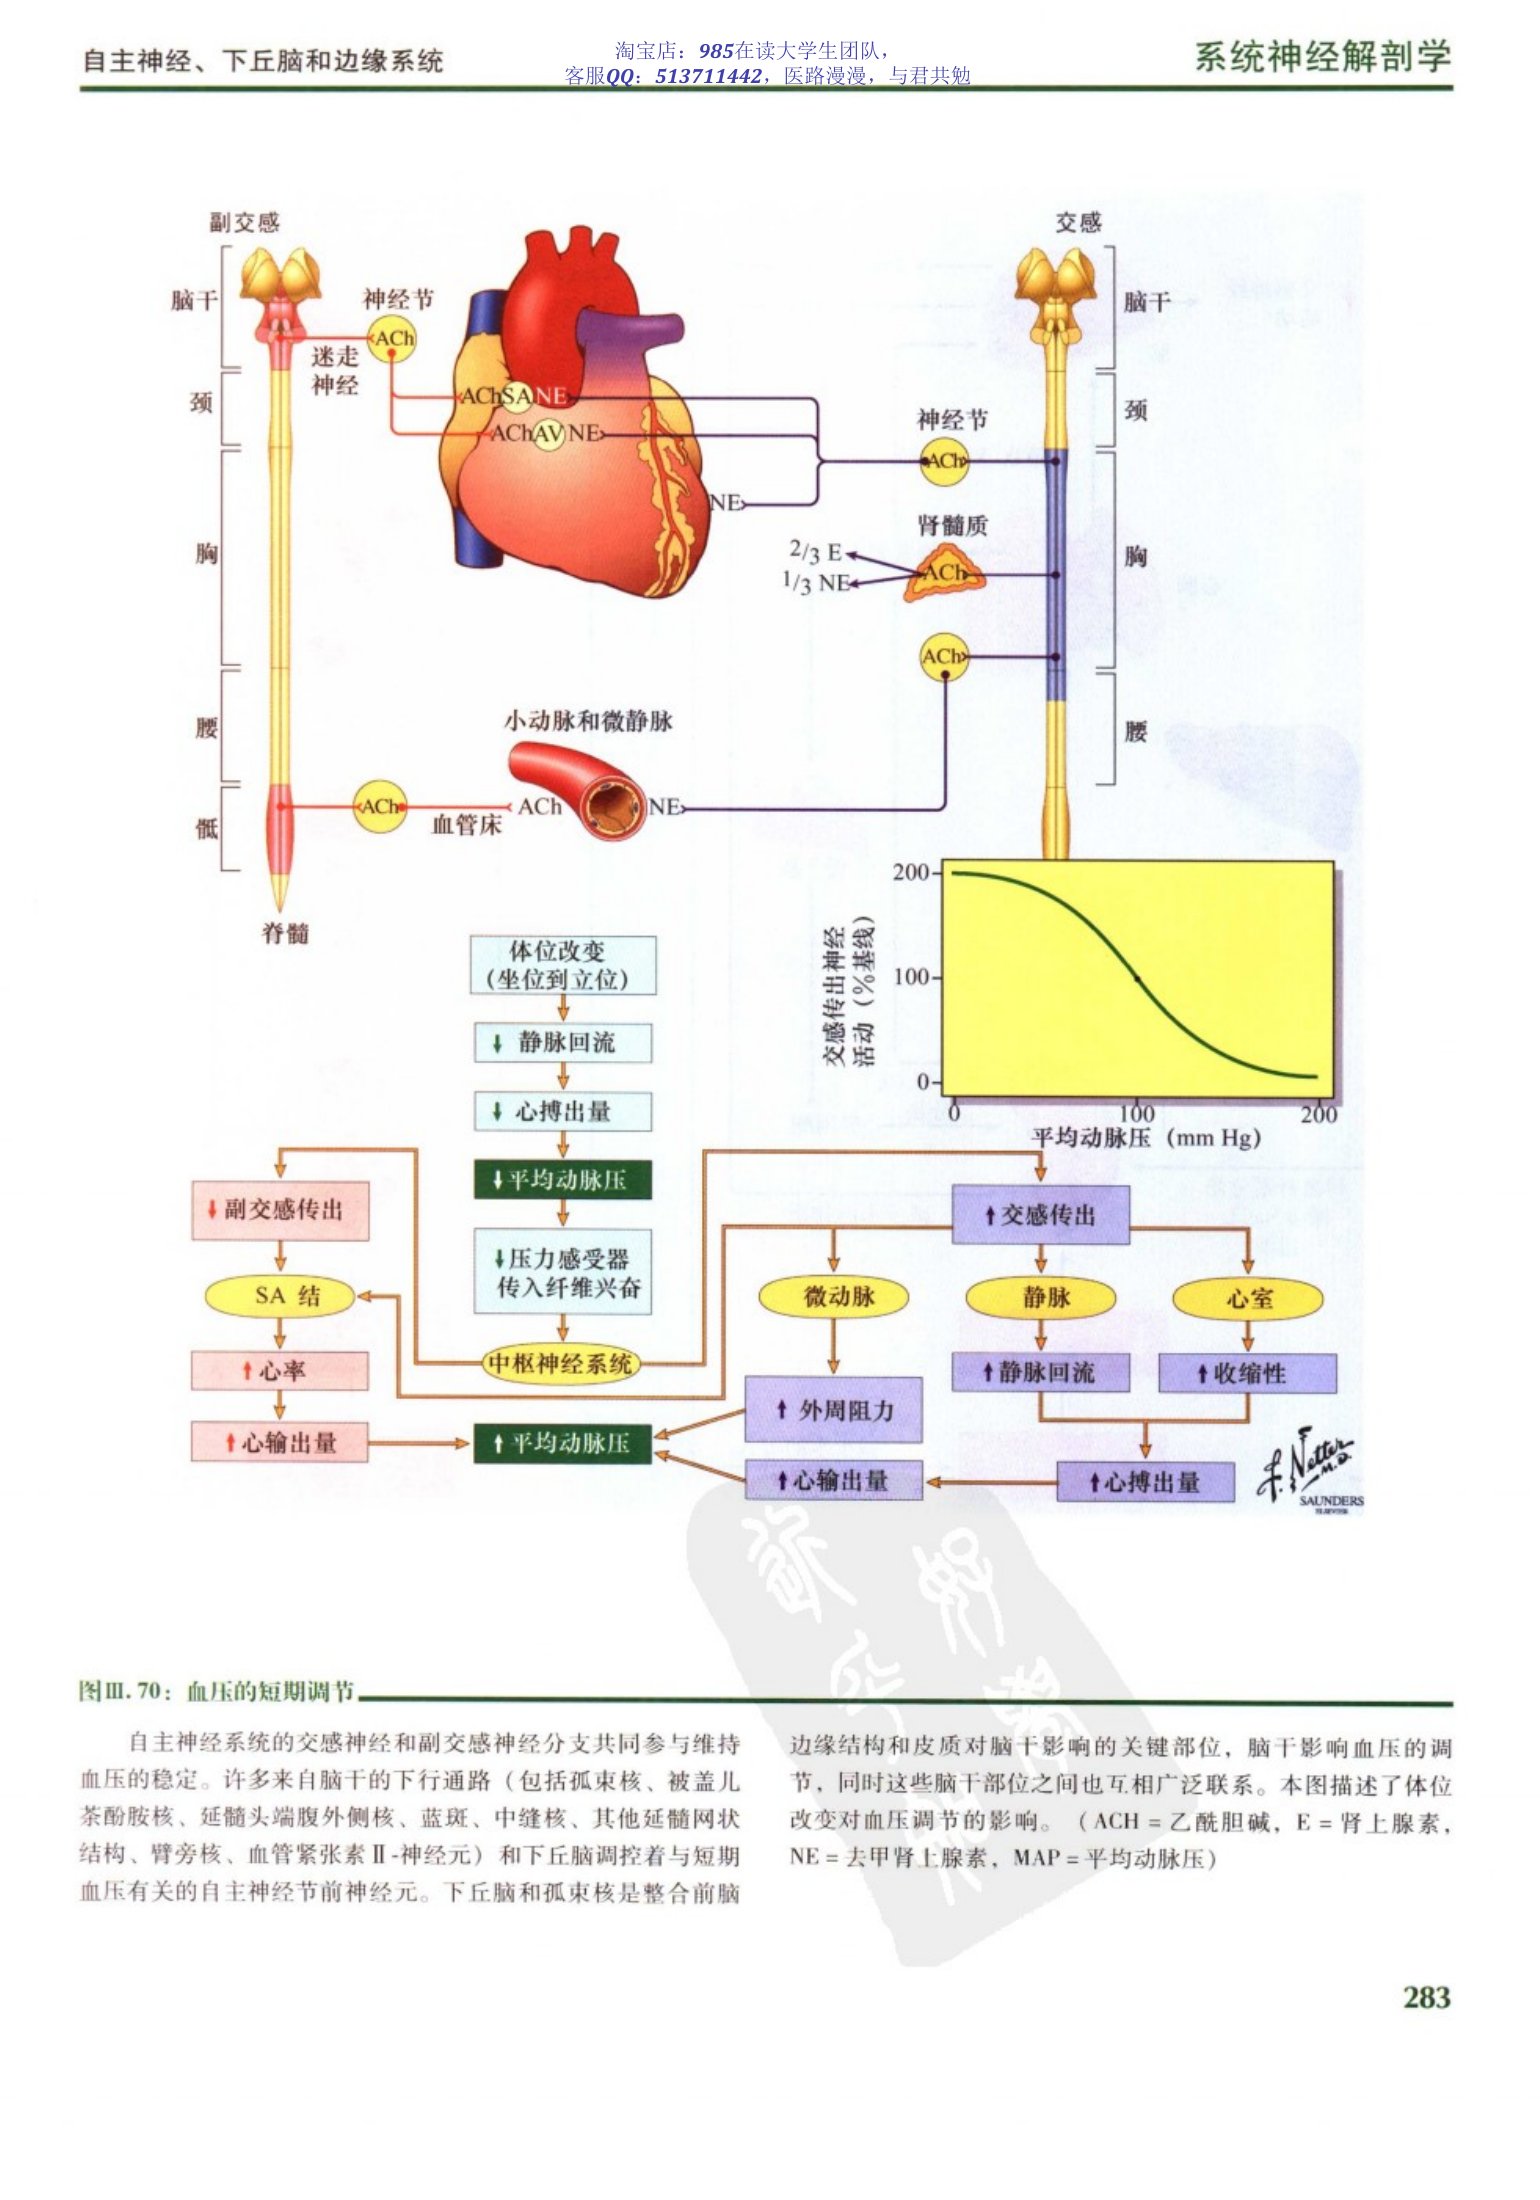 自主神经、下丘脑和边缘系统
淘宝店：985在读大学生团队，
客服QQ：513711442，医路漫漫，与君共勉
系统神经解剖学
副交感
脑干
神经节
ACh
迷走
神经
颈
胸
腰
骶
脊髓
AChSANE
AChAV NE
NE
交感
脑干
颈
胸
腰
神经节
ACh
肾髓质
ACh
2/3 E
1/3 NE
ACh
小动脉和微静脉
ACh
血管床
ACh
NE
体位改变
（坐位到立位）
静脉回流
心搏出量
平均动脉压
压力感受器
传入纤维兴奋
中枢神经系统
交感传出神经
活动（%基线）
200
100
0
0
100
200
平均动脉压（mm Hg）
副交感传出
SA 结
心率
心输出量
平均动脉压
交感传出
微动脉
静脉
心室
外周阻力
静脉回流
收缩性
心输出量
心搏出量
F. Netter
M.D.
SAUNDERS
图Ⅲ.70：血压的短期调节
自主神经系统的交感神经和副交感神经分支共同参与维持
血压的稳定。许多来自脑干的下行通路（包括孤束核、被盖儿
茶酚胺核、延髓头端腹外侧核、蓝斑、中缝核、其他延髓网状
结构、臂旁核、血管紧张素Ⅱ-神经元）和下丘脑调控着与短期
血压有关的自主神经节前神经元。下丘脑和孤束核是整合前脑
边缘结构和皮质对脑干影响的关键部位，脑干影响血压的调
节，同时这些脑干部位之间也互相广泛联系。本图描述了体位
改变对血压调节的影响。（ACH＝乙酰胆碱，E＝肾上腺素，
NE＝去甲肾上腺素，MAP＝平均动脉压）
283